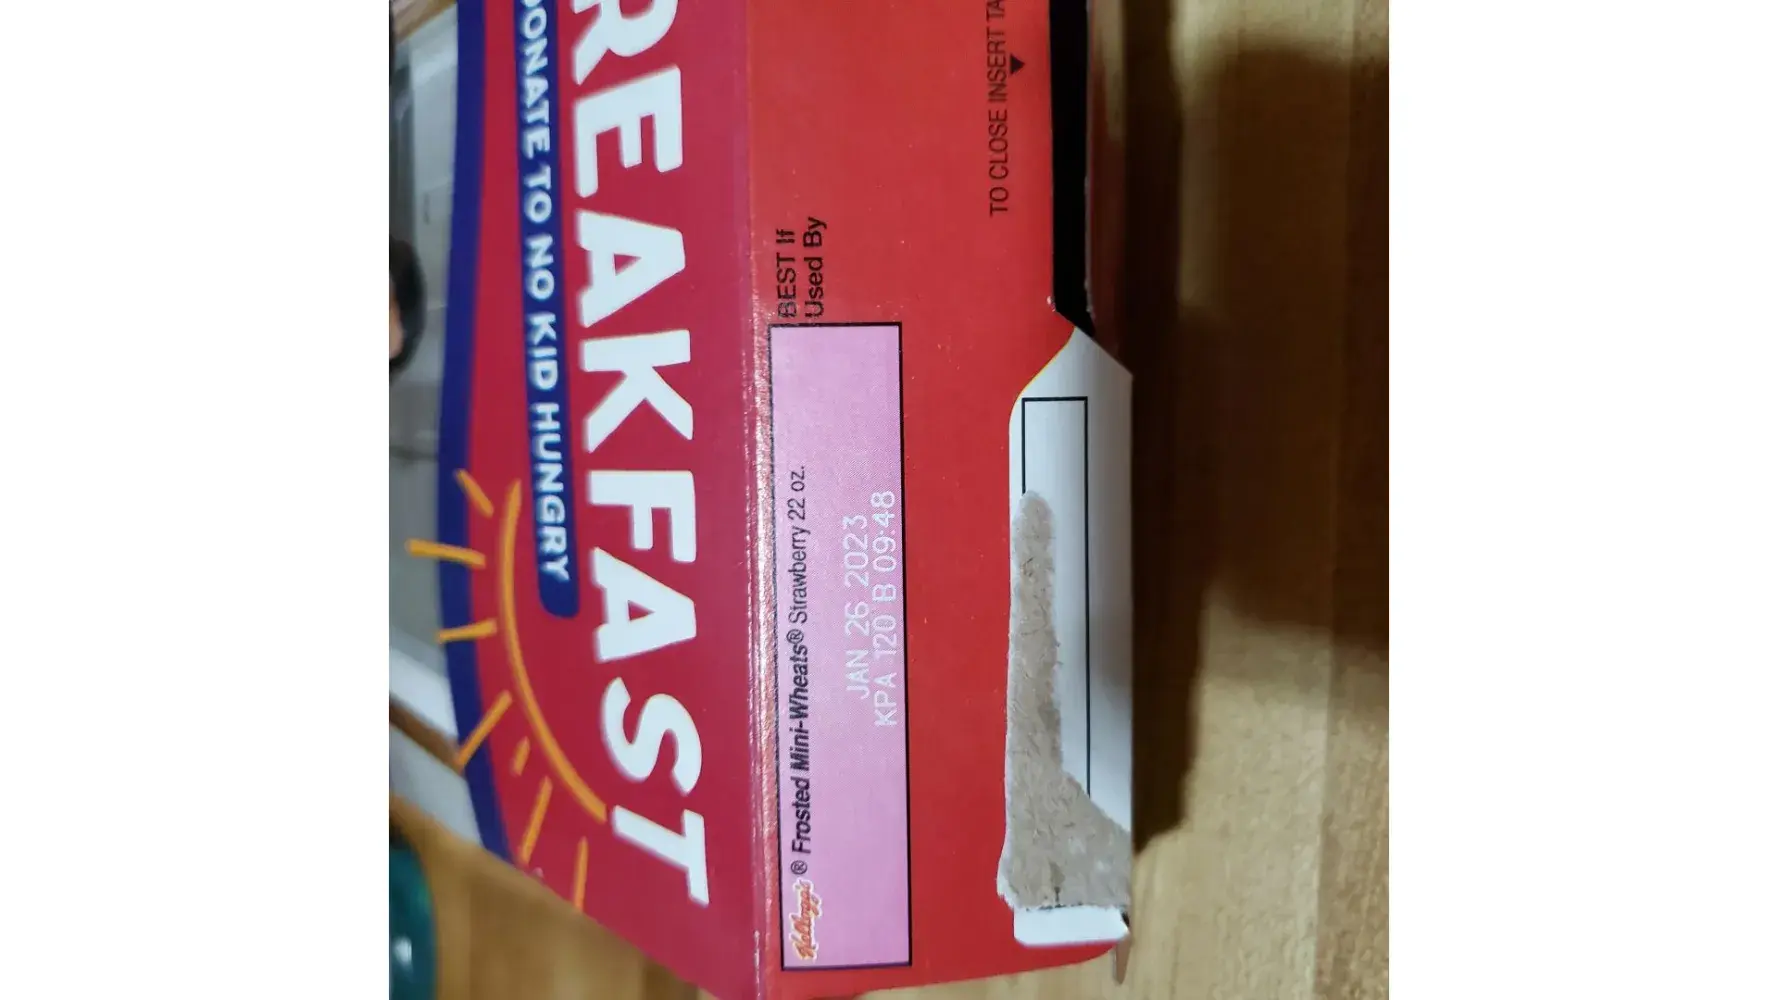 REAKFAST
DONATE TO NO KID HUNGRY
BEST If
Used By
Kellogg's® Frosted Mini-Wheats® Strawberry 22 oz.
JAN 26 2023
KPA 120 B 09:48
TO CLOSE INSERT TA